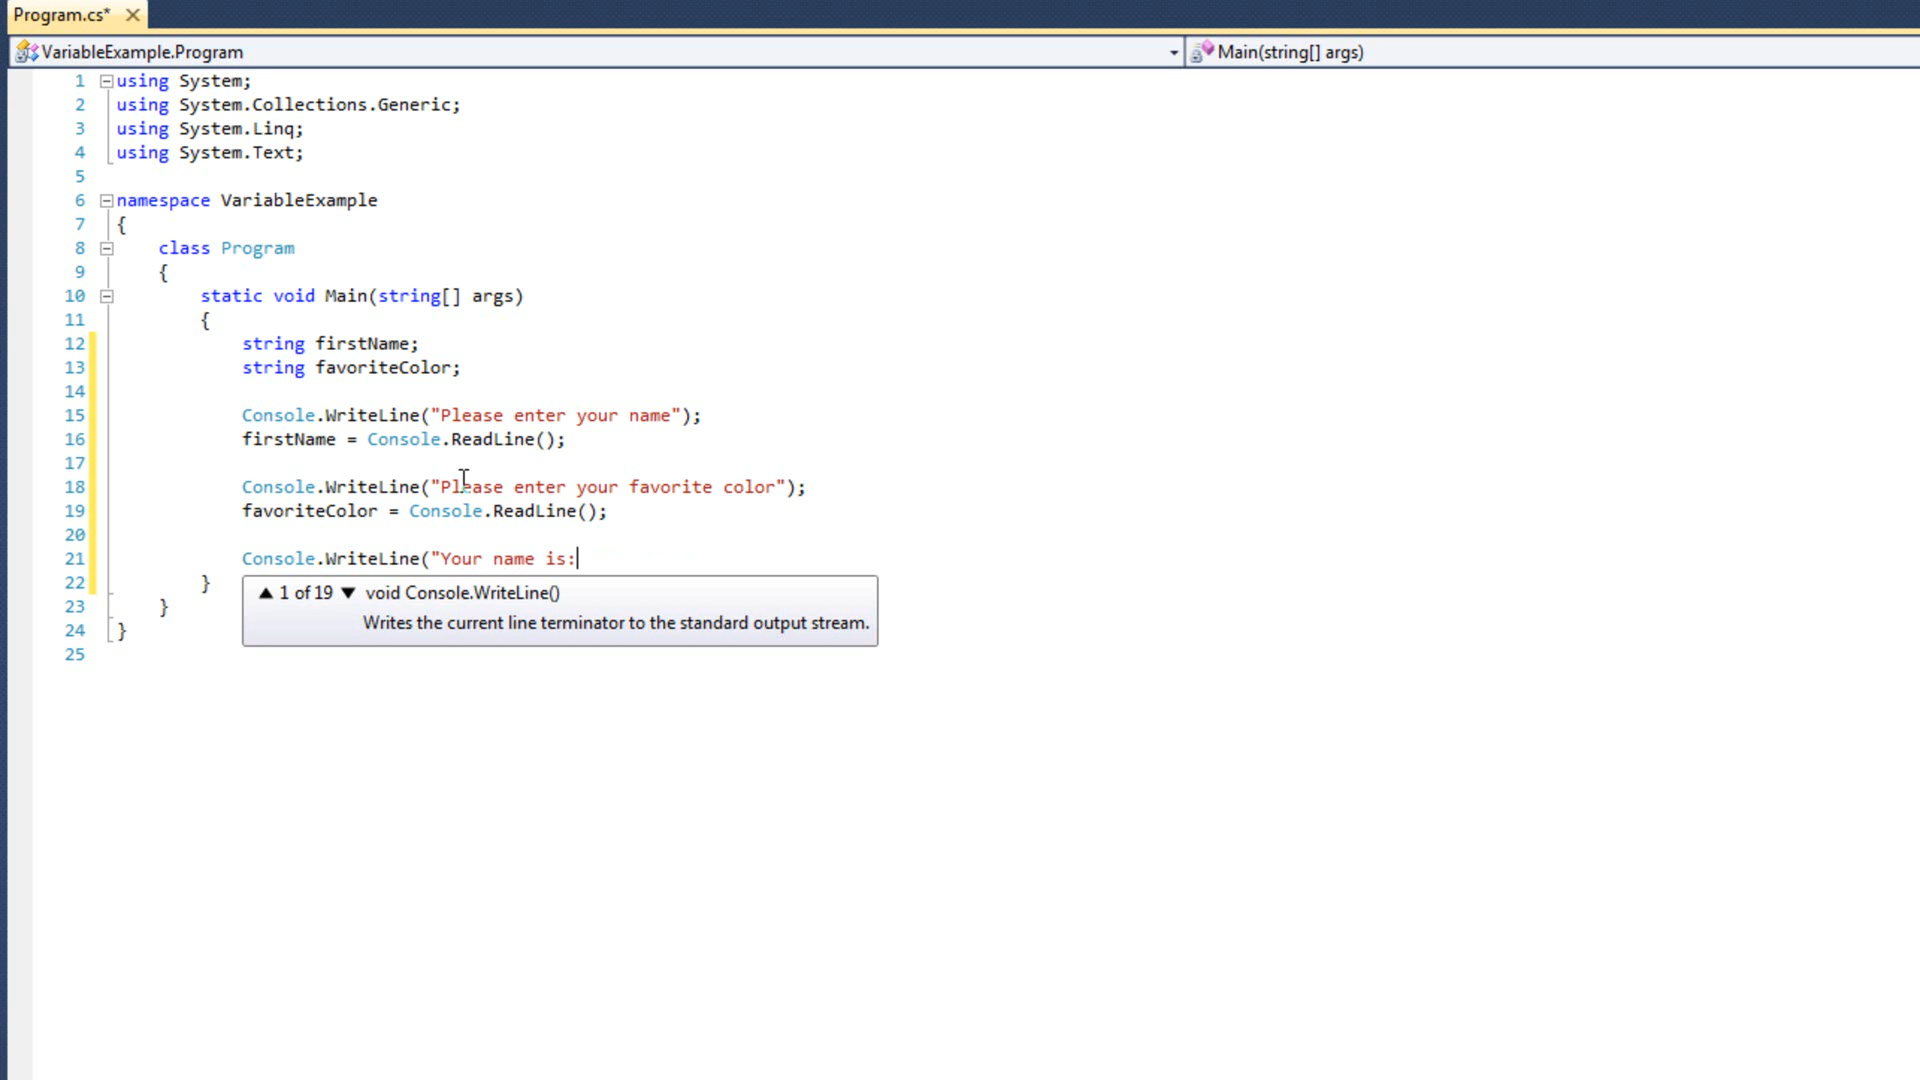 Program.cs*
VariableExample.Program
Main(string[] args)
1 using System;
2 using System.Collections.Generic;
3 using System.Linq;
4 using System.Text;
5
6 namespace VariableExample
7 {
8 class Program
9 {
10 static void Main(string[] args)
11 {
12 string firstName;
13 string favoriteColor;
14
15 Console.WriteLine("Please enter your name");
16 firstName = Console.ReadLine();
17
18 Console.WriteLine("Please enter your favorite color");
19 favoriteColor = Console.ReadLine();
20
21 Console.WriteLine("Your name is:
22 }
▲ 1 of 19 ▼ void Console.WriteLine()
23 }
Writes the current line terminator to the standard output stream.
24 }
25